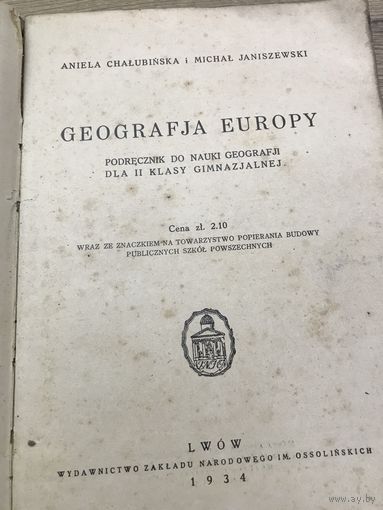 ANIELA CHAŁUBIŃSKA i MICHAŁ JANISZEWSKI
GEOGRAFJA EUROPY
PODRĘCZNIK DO NAUKI GEOGRAFJI
DLA II KLASY GIMNAZJALNEJ
Cena zł. 2.10
WRAZ ZE ZNACZKIEM NA TOWARZYSTWO POPIERANIA BUDOWY
PUBLICZNYCH SZKÓŁ POWSZECHNYCH
LWÓW
WYDAWNICTWO ZAKŁADU NARODOWEGO IM. OSSOLIŃSKICH
1934
www.ay.by